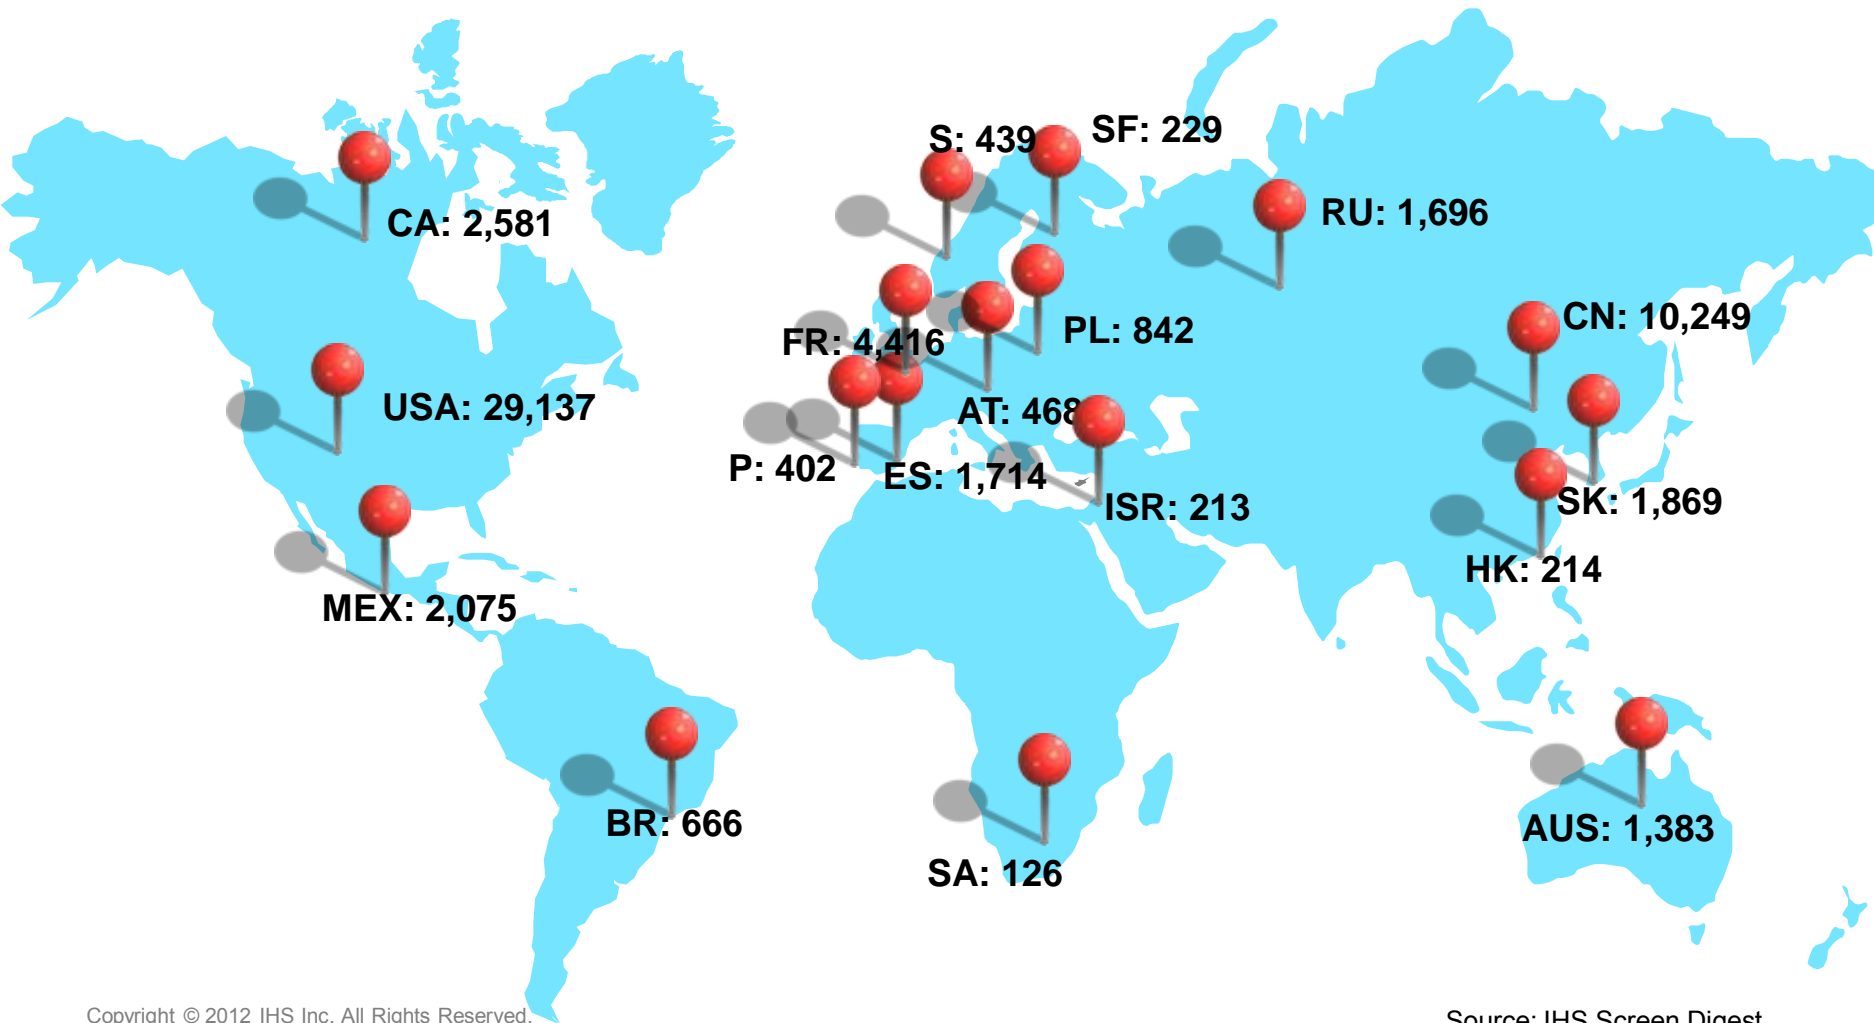 SF: 229
S: 439
RU: 1,696
CA: 2,581
CN: 10,249
PL: 842
FR: 4,416
USA: 29,137
AT: 468
P: 402
ES: 1,714
SK: 1,869
ISR: 213
HK: 214
MEX: 2,075
BR: 666
AUS: 1,383
SA: 126
Copyright © 2012 IHS Inc. All Rights Reserved.
Source: IHS Screen Digest